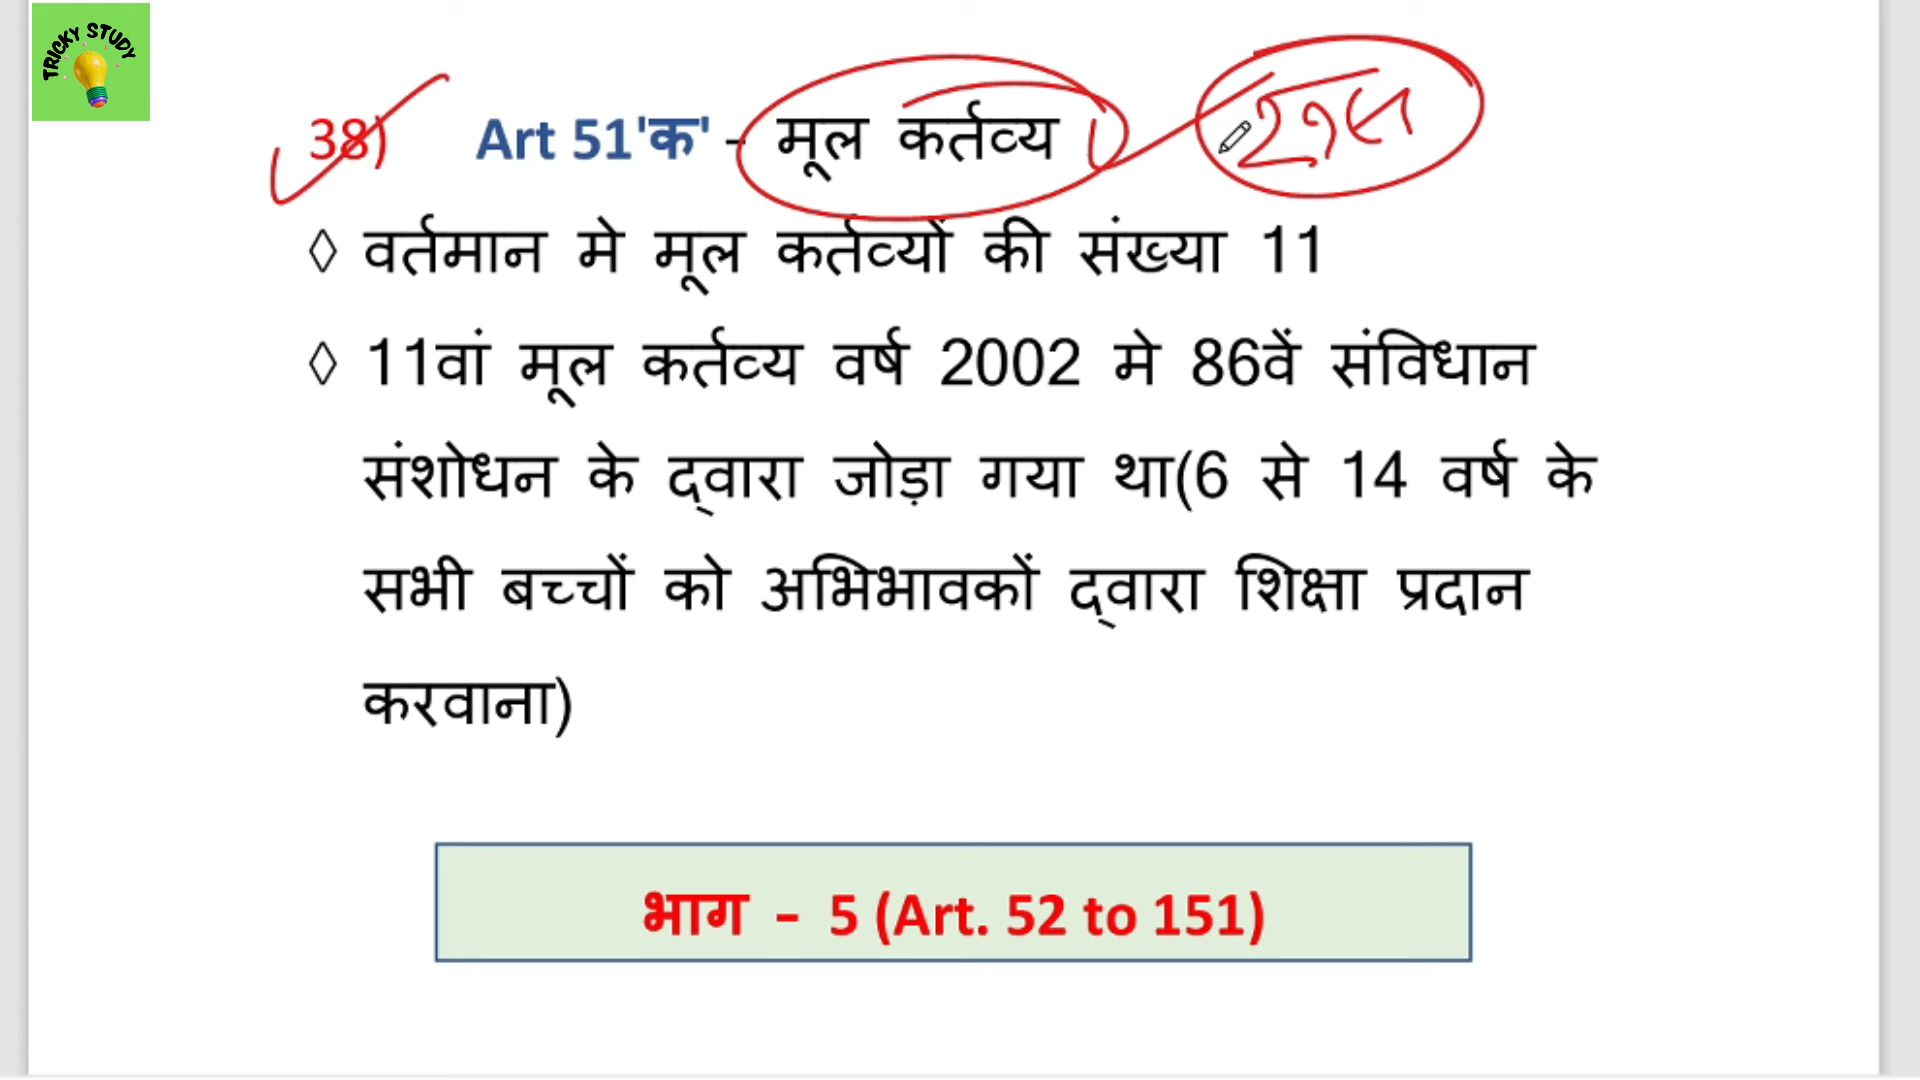 TRICKY STUDY
38) Art 51'क' - मूल कर्तव्य रूस
◊ वर्तमान मे मूल कर्तव्यों की संख्या 11
◊ 11वां मूल कर्तव्य वर्ष 2002 मे 86वें संविधान
संशोधन के द्वारा जोड़ा गया था(6 से 14 वर्ष के
सभी बच्चों को अभिभावकों द्वारा शिक्षा प्रदान
करवाना)
भाग - 5 (Art. 52 to 151)